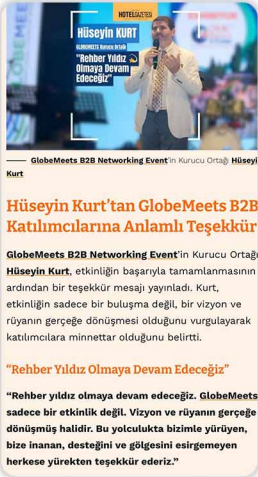 HOTELGAZETESİ
Hüseyin KURT
GLOBEMEETS Kurucu Ortağı
"Rehber Yıldız
Olmaya Devam
Edeceğiz"
GlobeMeets B2B Networking Event'in Kurucu Ortağı Hüseyi
Kurt
Hüseyin Kurt'tan GlobeMeets B2B
Katılımcılarına Anlamlı Teşekkür
GlobeMeets B2B Networking Event'in Kurucu Ortağı
Hüseyin Kurt, etkinliğin başarıyla tamamlanmasının
ardından bir teşekkür mesajı yayınladı. Kurt,
etkinliğin sadece bir buluşma değil, bir vizyon ve
rüyanın gerçeğe dönüşmesi olduğunu vurgulayarak
katılımcılara minnettar olduğunu belirtti.
"Rehber Yıldız Olmaya Devam Edeceğiz"
"Rehber yıldız olmaya devam edeceğiz. GlobeMeets
sadece bir etkinlik değil. Vizyon ve rüyanın gerçeğe
dönüşmüş halidir. Bu yolculukta bizimle yürüyen,
bize inanan, desteğini ve gölgesini esirgemeyen
herkese yürekten teşekkür ederiz."